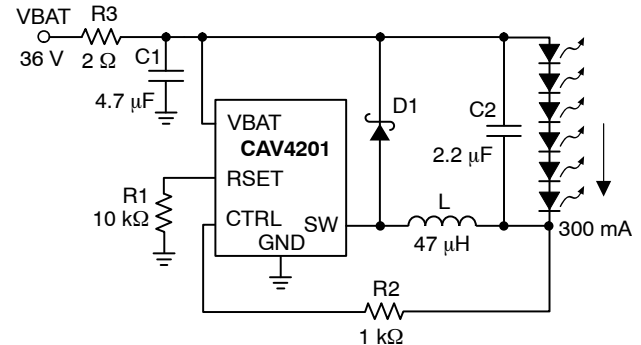 VBAT
R3
36 V
2 Ω
C1
4.7 μF
D1
C2
2.2 μF
VBAT
CAV4201
RSET
R1
10 kΩ
CTRL
SW
GND
L
47 μH
300 mA
R2
1 kΩ